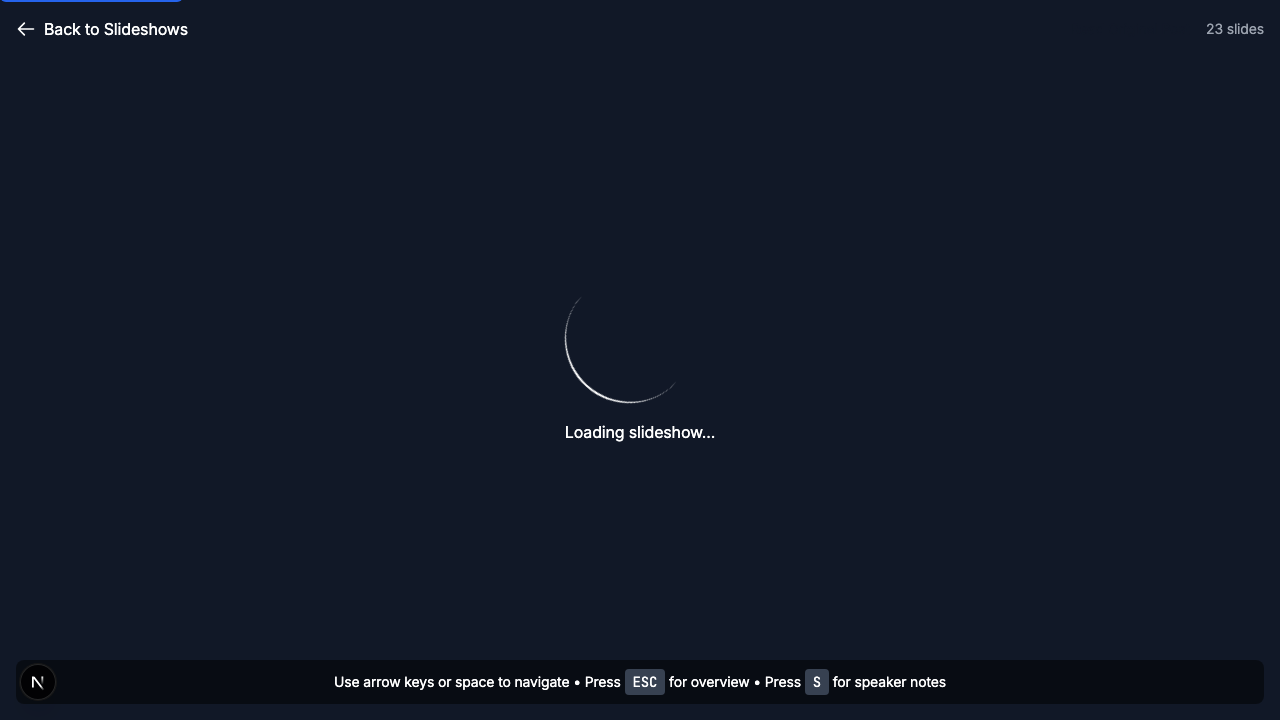 Back to Slideshows
23 slides
Loading slideshow...
N
Use arrow keys or space to navigate • Press ESC for overview • Press S for speaker notes